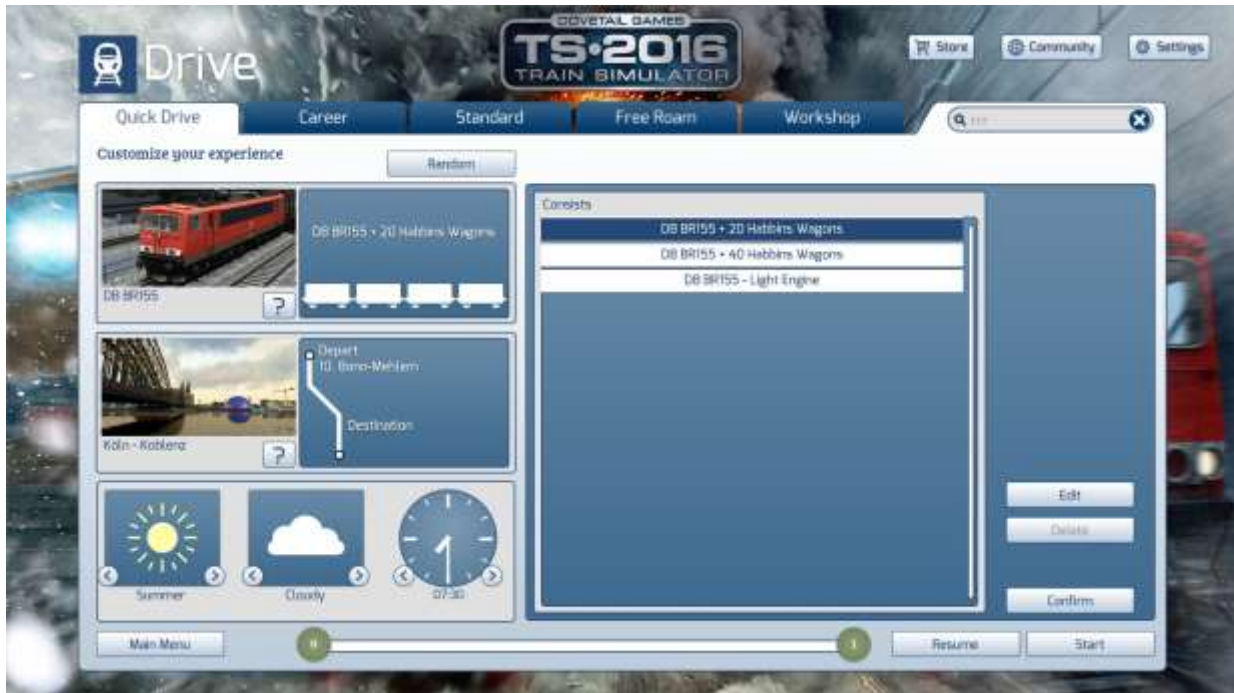 Drive
DOVETAIL GAMES
TS•2016
TRAIN SIMULATOR
Store
Community
Settings
Quick Drive
Career
Standard
Free Roam
Workshop
Customize your experience
Random
DB BR155
?
DB BR155 + 20 Habbins Wagons
Köln - Koblenz
?
Depart
10. Bonn-Mehlem
Destination
Summer
Cloudy
07:30
Consists
DB BR155 + 20 Habbins Wagons
DB BR155 + 40 Habbins Wagons
DB BR155 - Light Engine
Edit
Delete
Confirm
Main Menu
Resume
Start